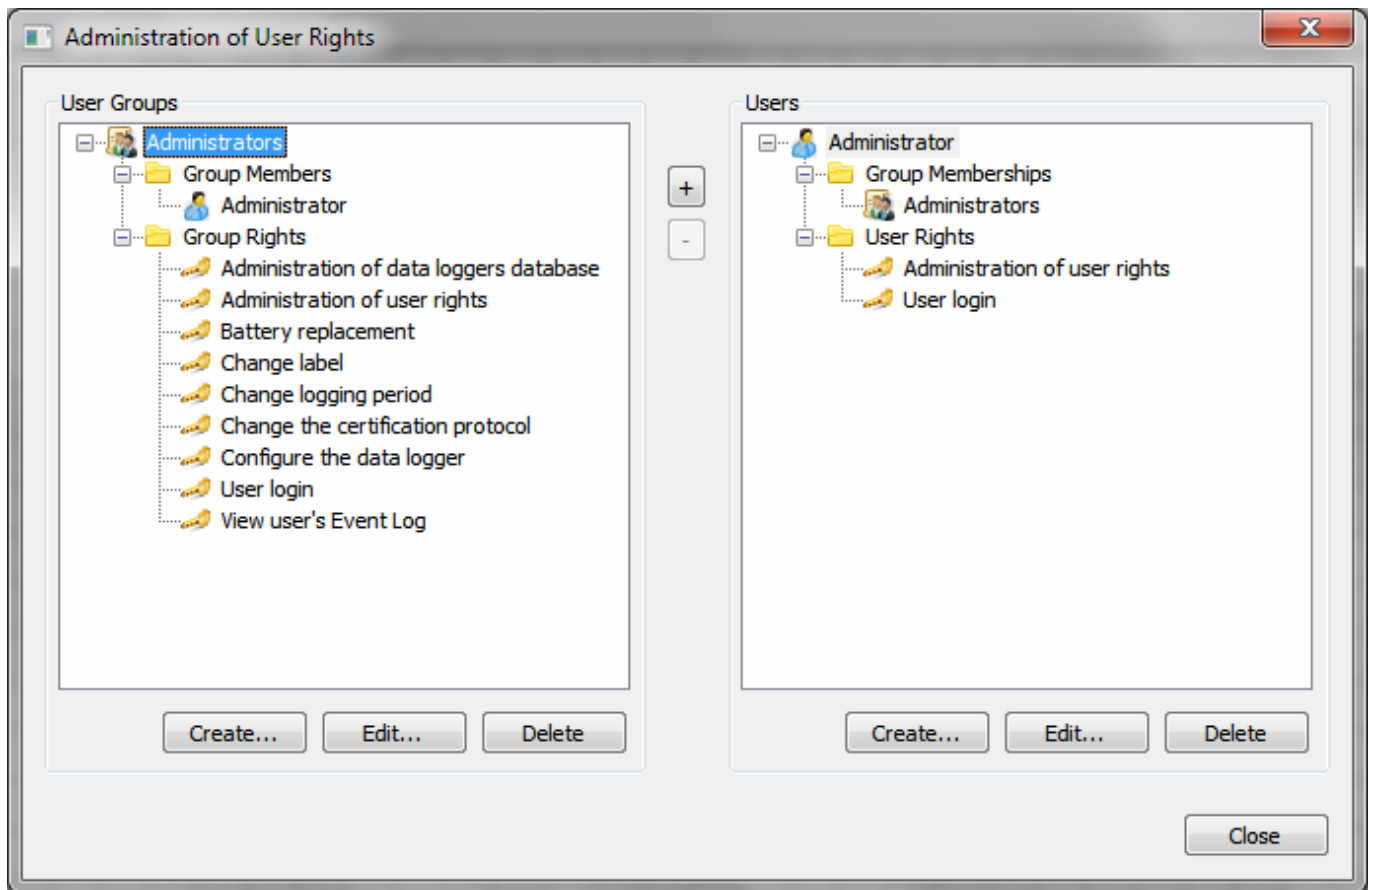 Administration of User Rights
User Groups
Administrators
Group Members
Administrator
Group Rights
Administration of data loggers database
Administration of user rights
Battery replacement
Change label
Change logging period
Change the certification protocol
Configure the data logger
User login
View user's Event Log
Create...
Edit...
Delete
+
-
Users
Administrator
Group Memberships
Administrators
User Rights
Administration of user rights
User login
Create...
Edit...
Delete
Close